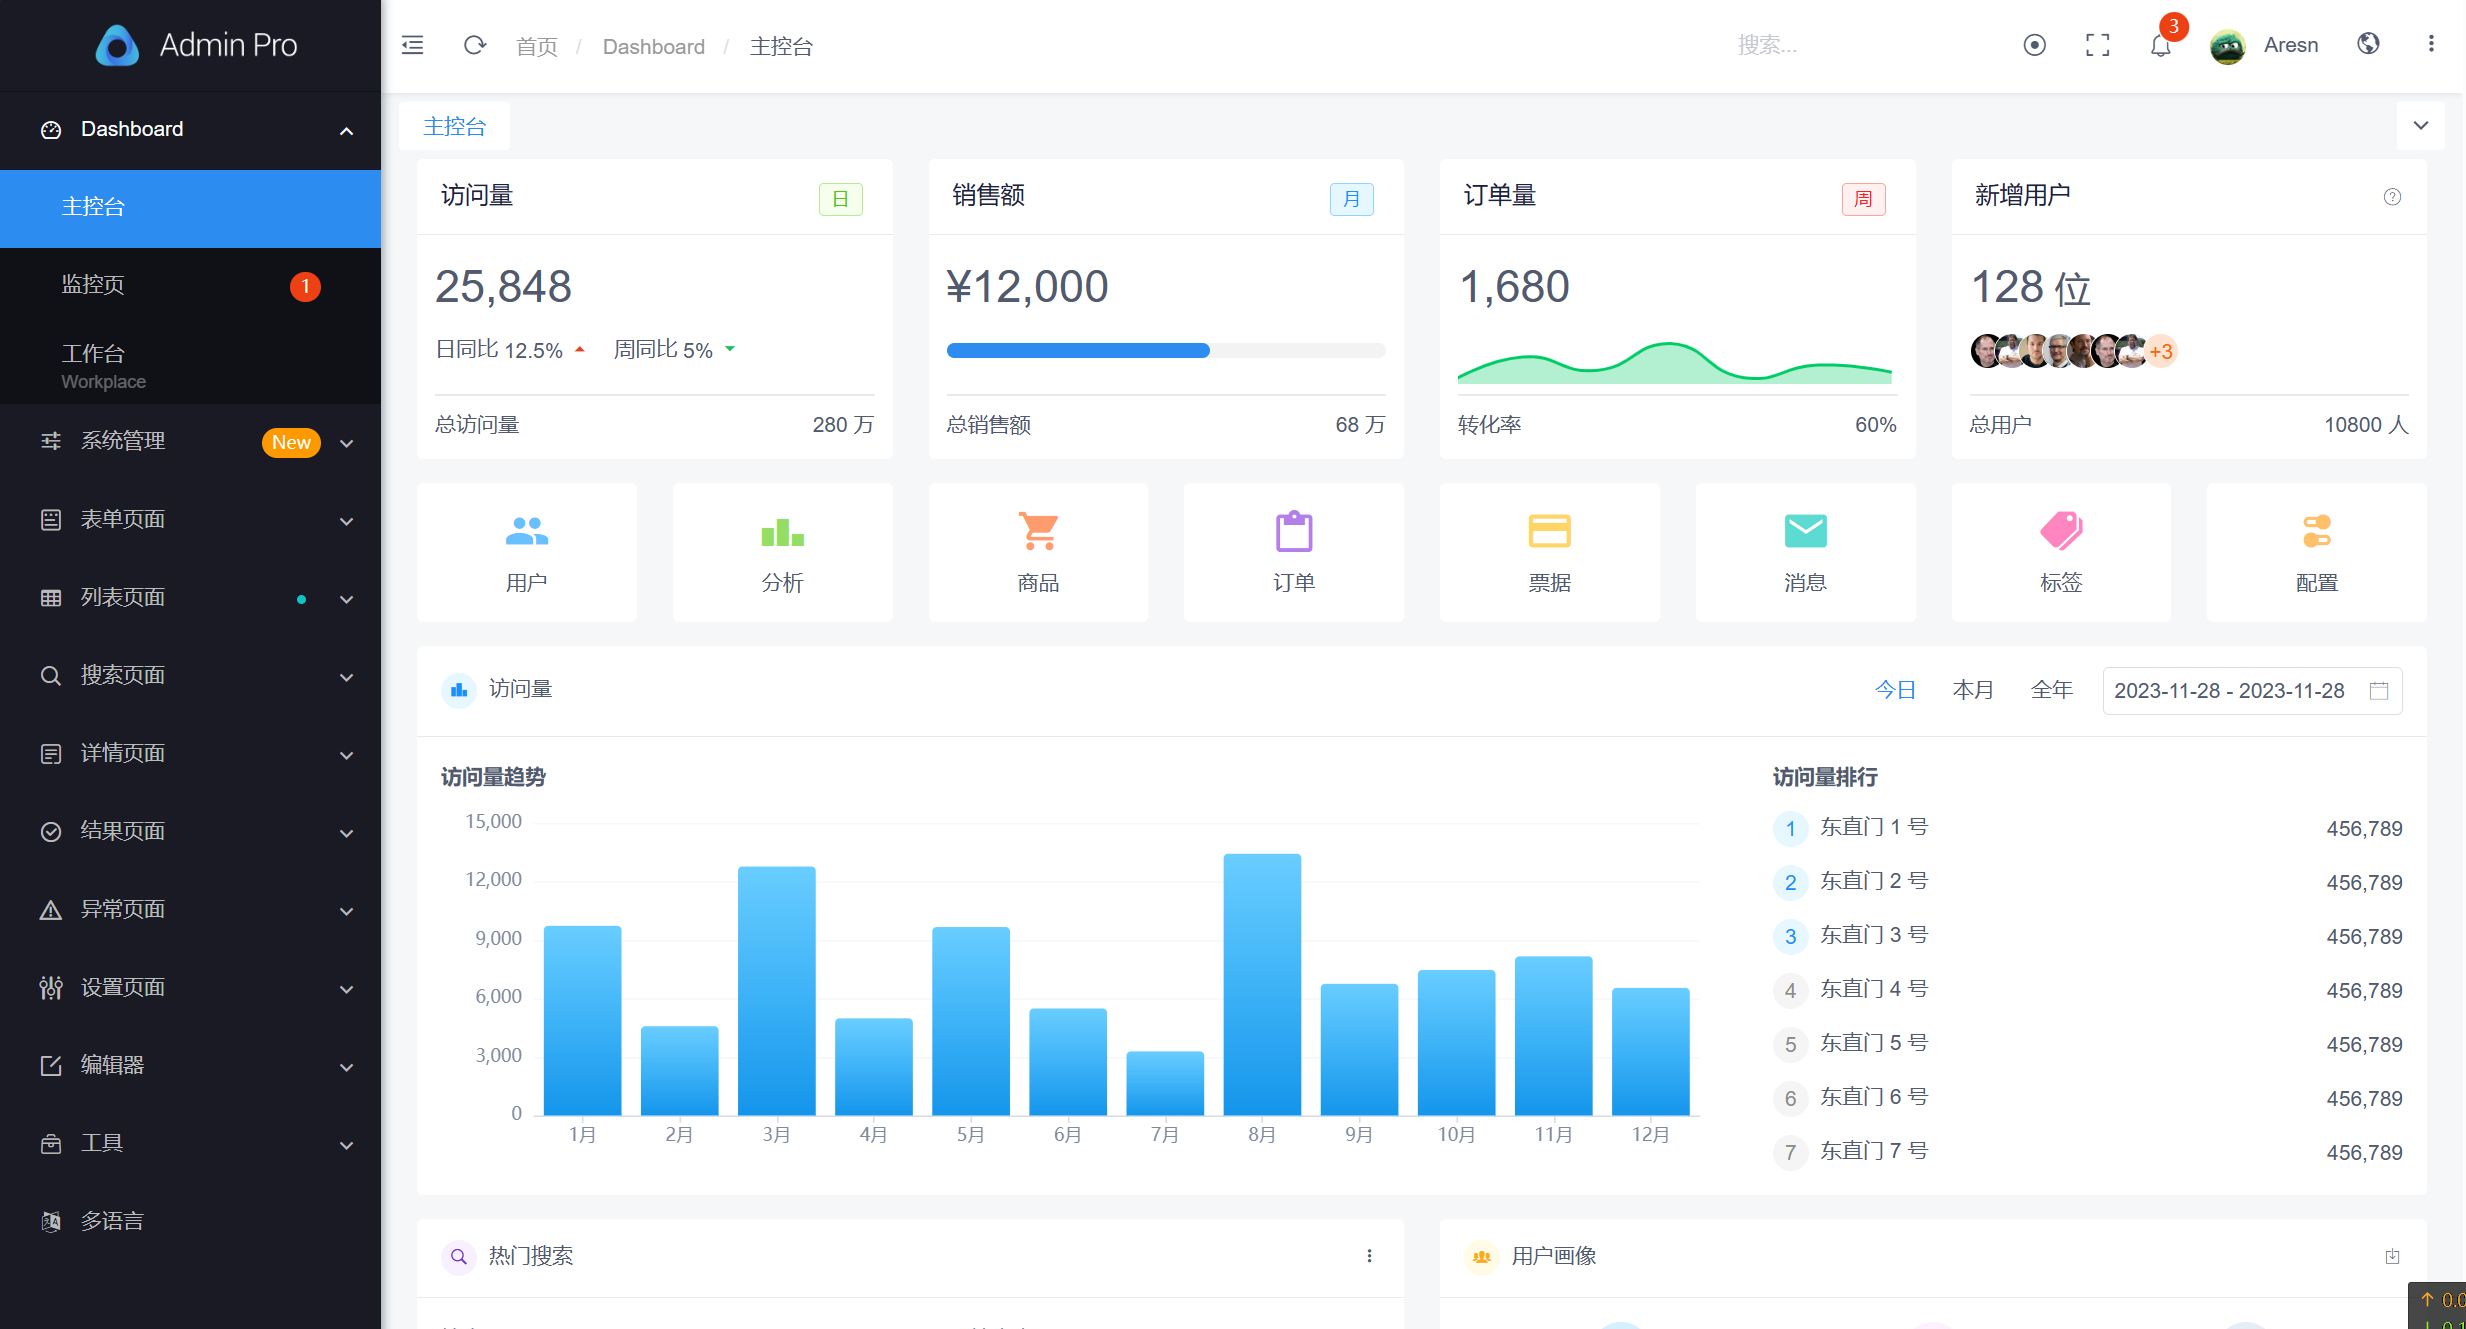 Admin Pro
首页 / Dashboard / 主控台
搜索...
3
Aresn
Dashboard
主控台
监控页 1
工作台
Workplace
系统管理 New
表单页面
列表页面
搜索页面
详情页面
结果页面
异常页面
设置页面
编辑器
工具
多语言
主控台
访问量 日
25,848
日同比 12.5% 周同比 5%
总访问量 280 万
销售额 月
¥12,000
总销售额 68 万
订单量 周
1,680
转化率 60%
新增用户
128 位
+3
总用户 10800 人
用户
分析
商品
订单
票据
消息
标签
配置
访问量
今日 本月 全年 2023-11-28 - 2023-11-28
访问量趋势
15,000
12,000
9,000
6,000
3,000
0
1月 2月 3月 4月 5月 6月 7月 8月 9月 10月 11月 12月
访问量排行
1 东直门 1 号 456,789
2 东直门 2 号 456,789
3 东直门 3 号 456,789
4 东直门 4 号 456,789
5 东直门 5 号 456,789
6 东直门 6 号 456,789
7 东直门 7 号 456,789
热门搜索
用户画像